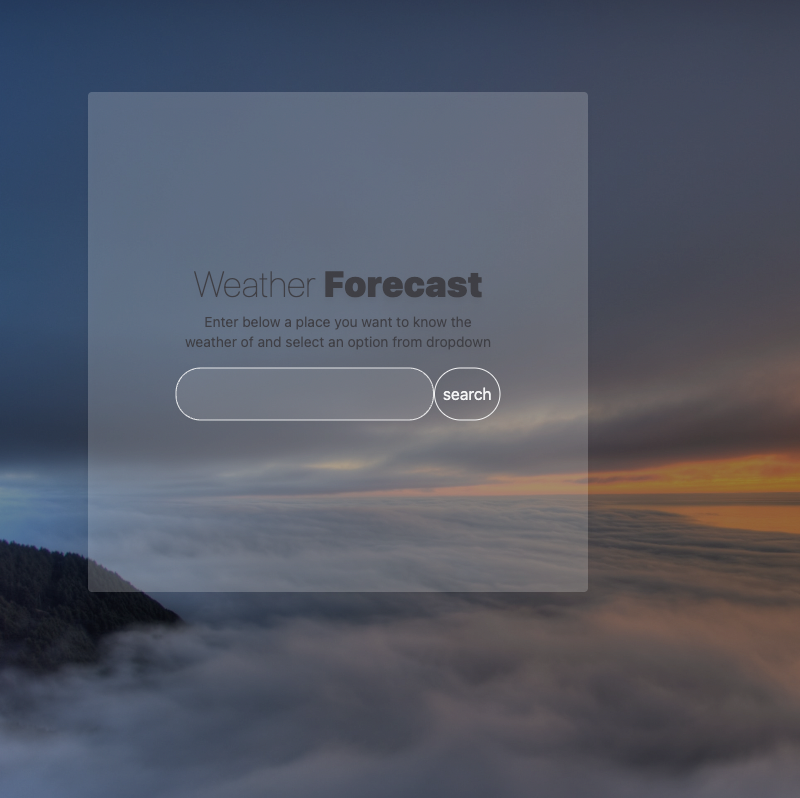 Weather Forecast
Enter below a place you want to know the
weather of and select an option from dropdown
search